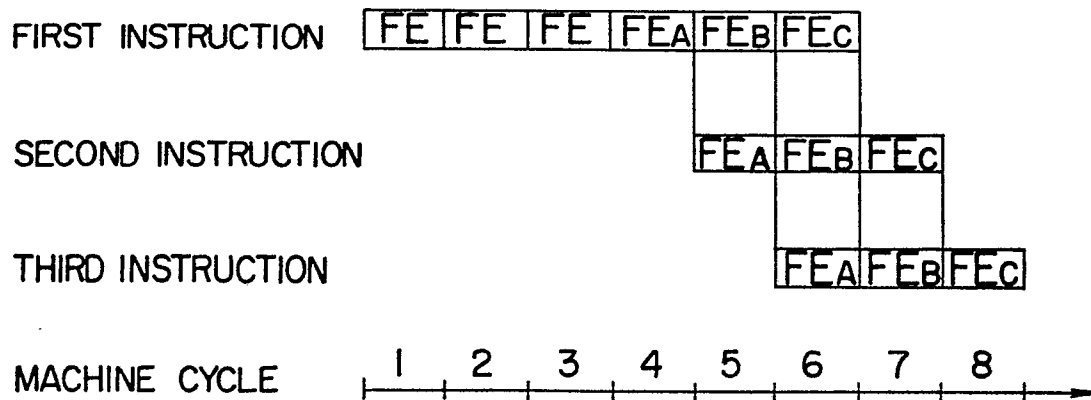 FIRST INSTRUCTION FE FE FE FEA FEB FEC
SECOND INSTRUCTION FEA FEB FEC
THIRD INSTRUCTION FEA FEB FEC
MACHINE CYCLE 1 2 3 4 5 6 7 8